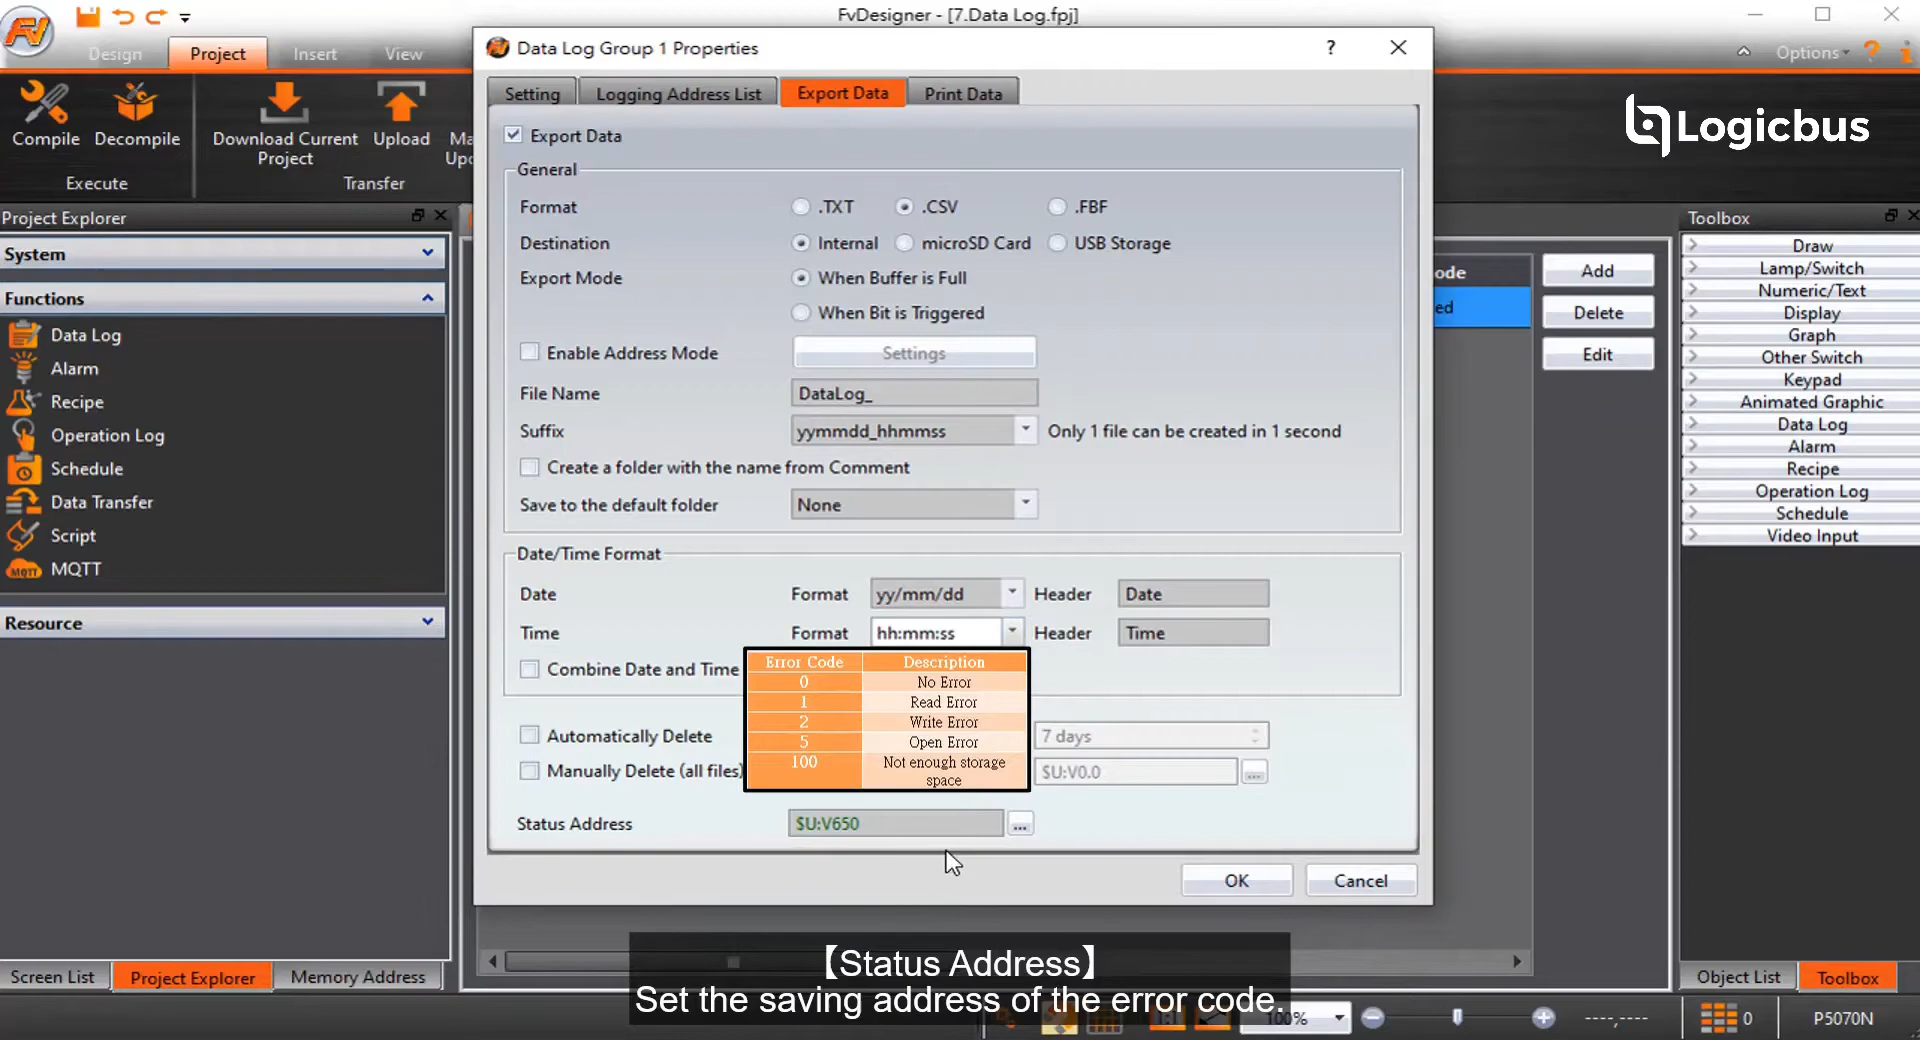 FvDesigner - [7.Data Log.fpj]
Design
Project
Insert
View
Options
Compile
Decompile
Download Current
Project
Upload
Execute
Transfer
Logicbus
Project Explorer
System
Functions
Data Log
Alarm
Recipe
Operation Log
Schedule
Data Transfer
Script
MQTT
Resource
Screen List
Project Explorer
Memory Address
Data Log Group 1 Properties
?
Setting
Logging Address List
Export Data
Print Data
Export Data
General
Format
.TXT
.CSV
.FBF
Destination
Internal
microSD Card
USB Storage
Export Mode
When Buffer is Full
When Bit is Triggered
Enable Address Mode
Settings
File Name
DataLog_
Suffix
yymmdd_hhmmss
Only 1 file can be created in 1 second
Create a folder with the name from Comment
Save to the default folder
None
Date/Time Format
Date
Format
yy/mm/dd
Header
Date
Time
Format
hh:mm:ss
Header
Time
Combine Date and Time
Error Code Description
0 No Error
1 Read Error
2 Write Error
5 Open Error
100 Not enough storage
space
Automatically Delete
7 days
Manually Delete (all files)
$U:V0.0
...
Status Address
$U:V650
...
OK
Cancel
Add
Delete
Edit
Toolbox
Draw
Lamp/Switch
Numeric/Text
Display
Graph
Other Switch
Keypad
Animated Graphic
Data Log
Alarm
Recipe
Operation Log
Schedule
Video Input
Object List
Toolbox
【Status Address】
Set the saving address of the error code.
100%
----,----
0
P5070N